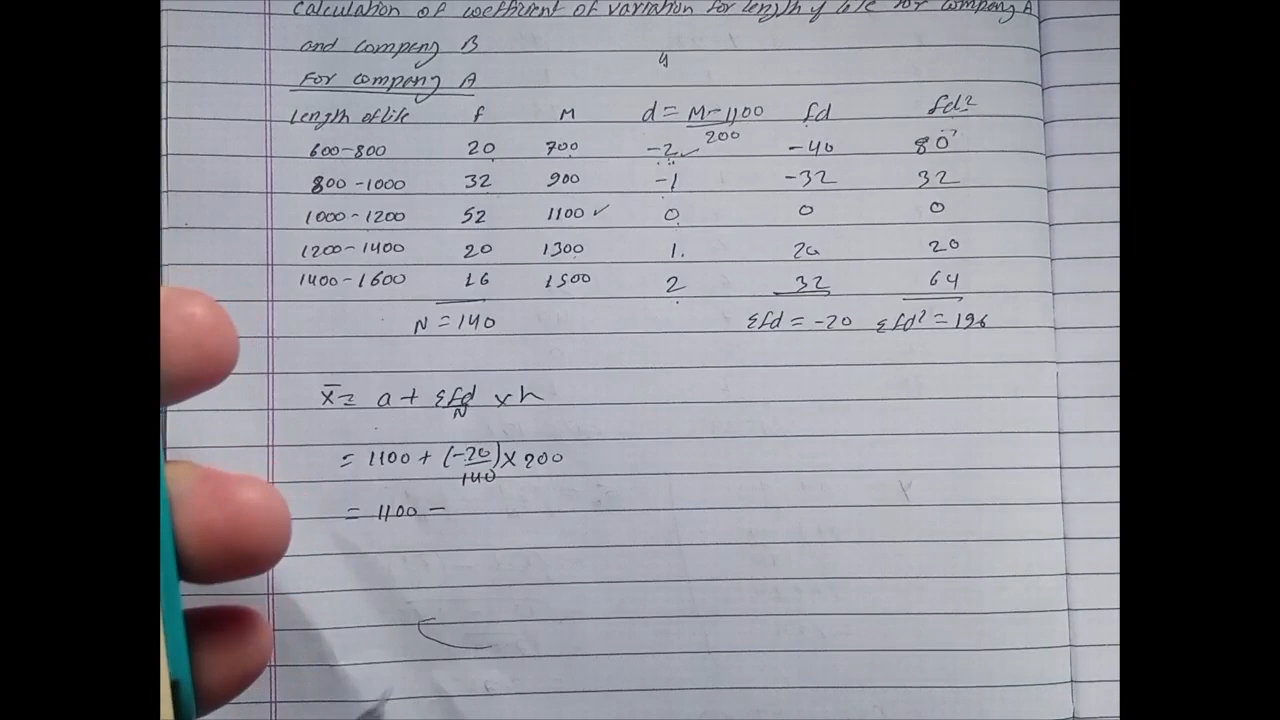 Calculation of coefficient of variation for length of life for company A
and company B
For company A
Length of life f M d = M-1100/200 fd fd²
600-800 20 700 -2 -40 80
800-1000 32 900 -1 -32 32
1000-1200 52 1100 0 0 0
1200-1400 20 1300 1 20 20
1400-1600 16 1500 2 32 64
N = 140 Σfd = -20 Σfd² = 196
x̄ = a + Σfd/N × h
= 1100 + (-20/140) × 200
= 1100 -